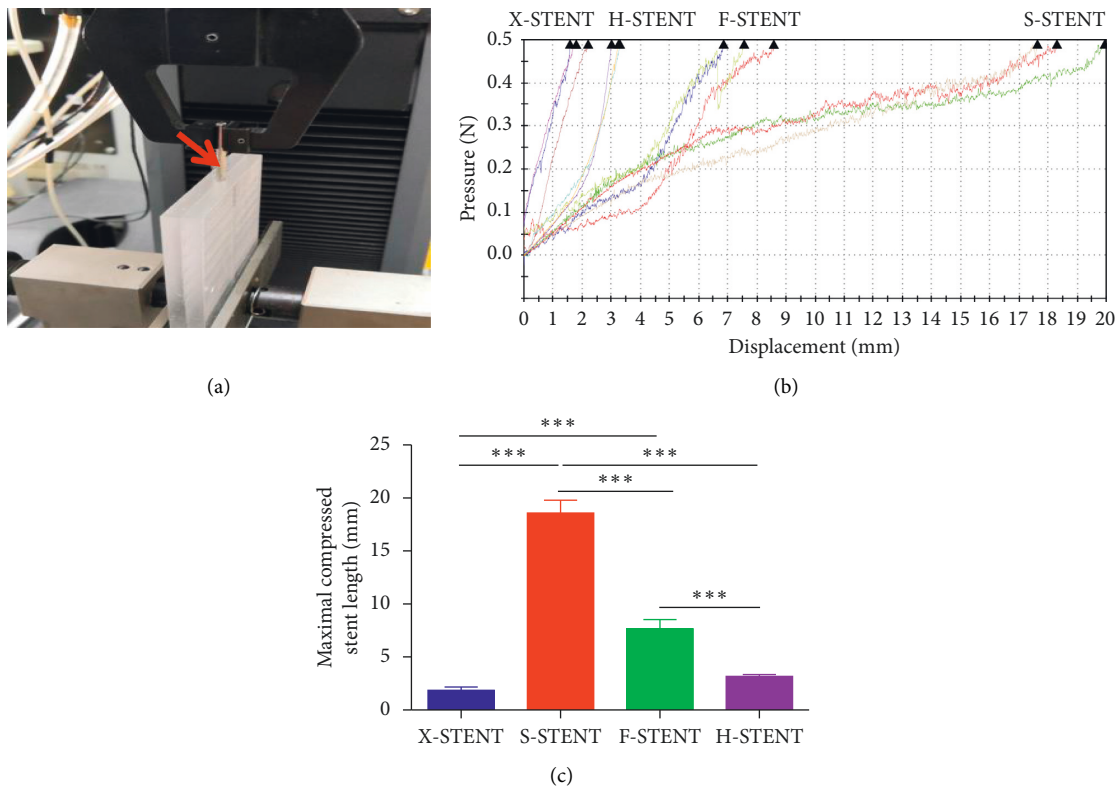 X-STENT H-STENT F-STENT S-STENT
0.5
0.4
0.3
0.2
0.1
0.0
Pressure (N)
0 1 2 3 4 5 6 7 8 9 10 11 12 13 14 15 16 17 18 19 20
Displacement (mm)
(a)
(b)
***
*** ***
***
***
25
20
15
10
5
0
Maximal compressed
stent length (mm)
X-STENT S-STENT F-STENT H-STENT
(c)